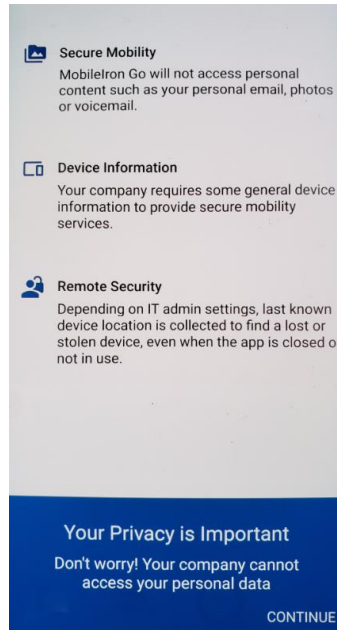 Secure Mobility
MobileIron Go will not access personal
content such as your personal email, photos
or voicemail.
Device Information
Your company requires some general device
information to provide secure mobility
services.
Remote Security
Depending on IT admin settings, last known
device location is collected to find a lost or
stolen device, even when the app is closed o
not in use.
Your Privacy is Important
Don't worry! Your company cannot
access your personal data
CONTINUE